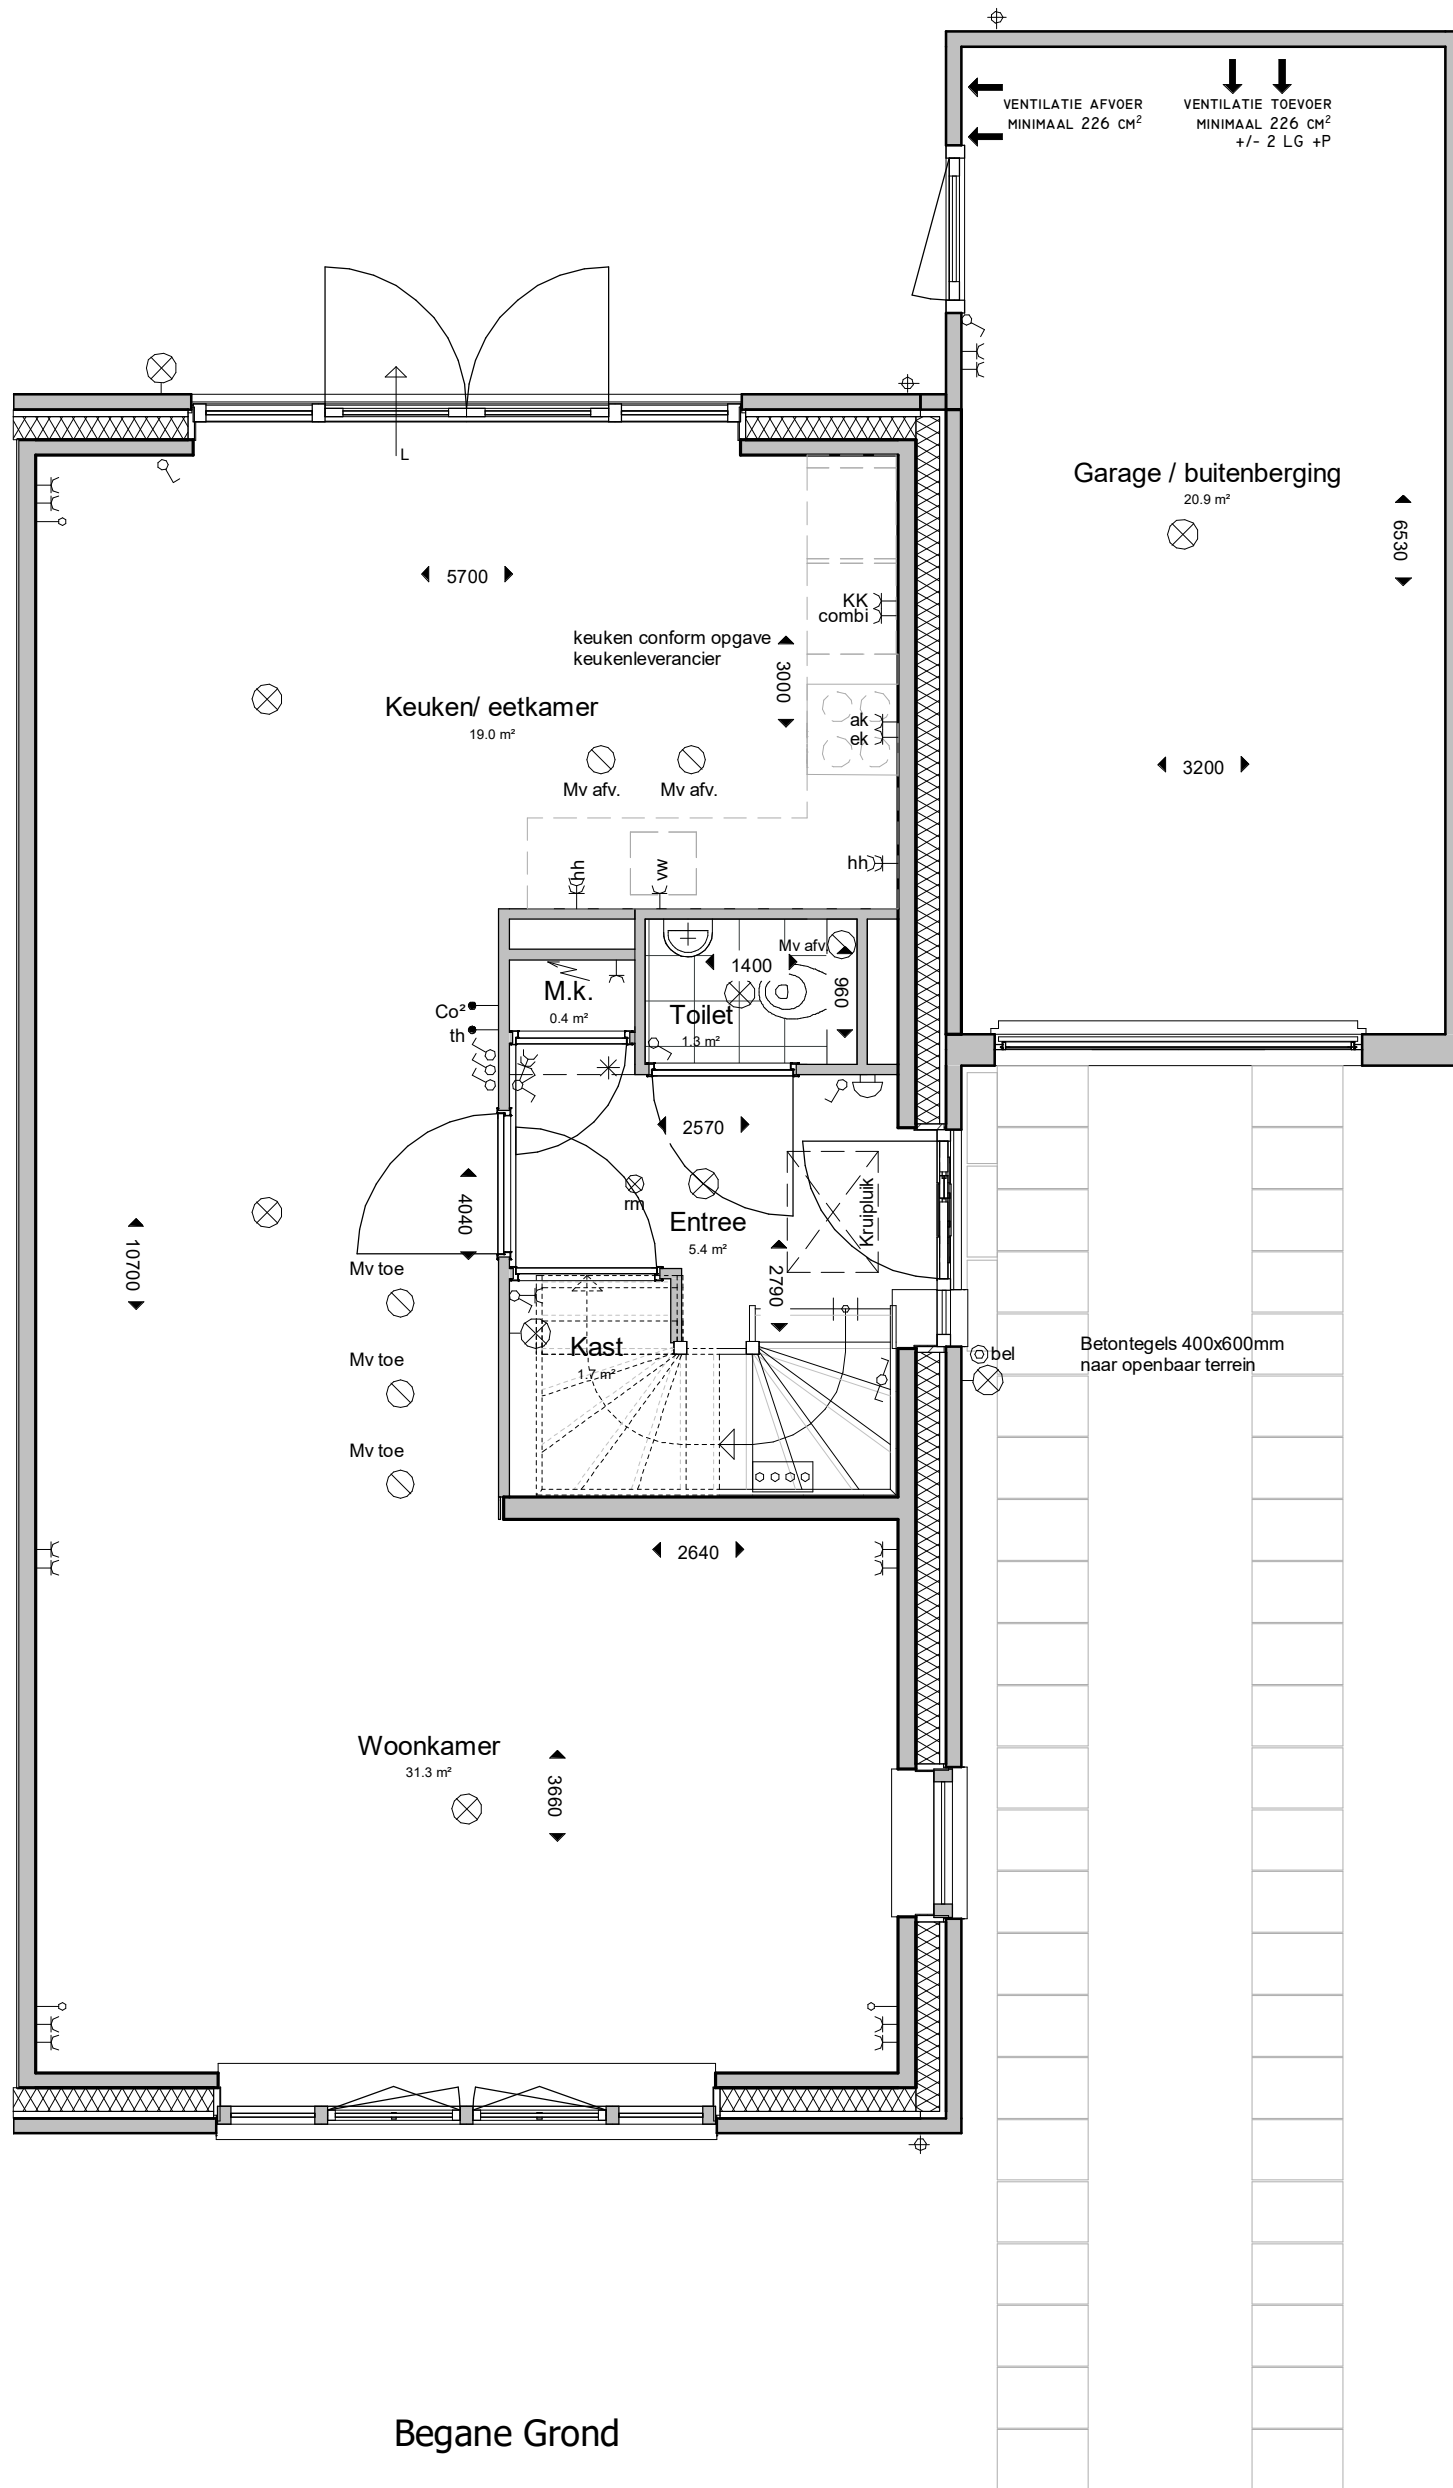 VENTILATIE AFVOER
MINIMAAL 226 CM²
VENTILATIE TOEVOER
MINIMAAL 226 CM²
+/- 2 LG +P
L
Garage / buitenberging
20.9 m²
6530
5700
KK
combi
keuken conform opgave
keukenleverancier
3000
Keuken/ eetkamer
19.0 m²
ak
ek
3200
Mv afv.
Mv afv.
hh
vw
hh
Mv afv.
1400
960
M.k.
0.4 m²
Toilet
1.3 m²
Co²
th
2570
4040
rm
Kruipluik
Entree
5.4 m²
10700
Mv toe
2790
Kast
1.7 m²
bel
Betontegels 400x600mm
naar openbaar terrein
Mv toe
Mv toe
2640
Woonkamer
31.3 m²
3660
Begane Grond